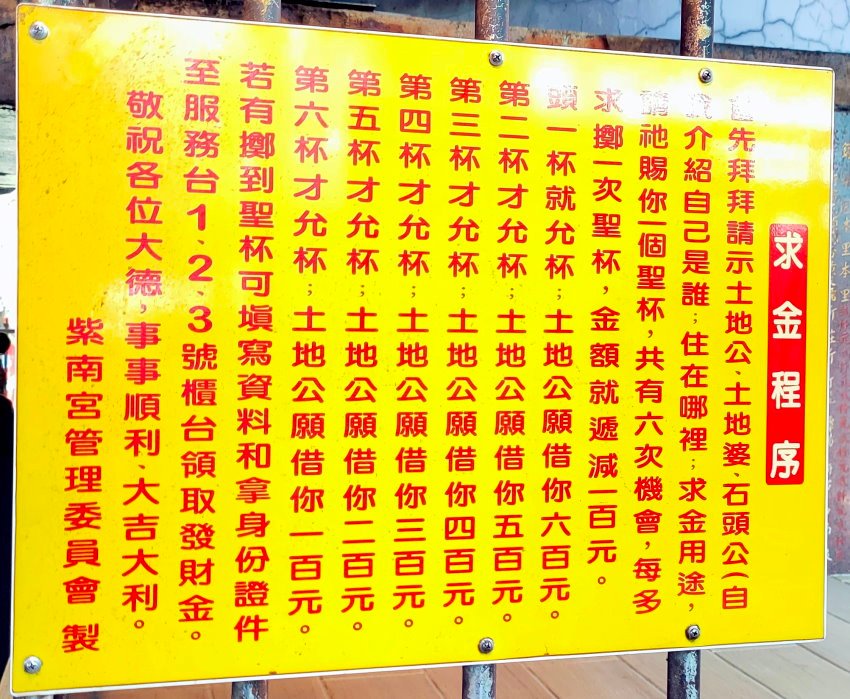 求金程序
先拜拜請示土地公、土地婆、石頭公(自
介紹自己是誰；住在哪裡；求金用途，
請祂賜你一個聖杯，共有六次機會，每多
求擲一次聖杯，金額就遞減一百元。
頭一杯就允杯；土地公願借你六百元。
第二杯才允杯；土地公願借你五百元。
第三杯才允杯；土地公願借你四百元。
第四杯才允杯；土地公願借你三百元。
第五杯才允杯；土地公願借你二百元。
第六杯才允杯；土地公願借你一百元。
若有擲到聖杯可填寫資料和拿身份證件
至服務台1、2、3號櫃台領取發財金。
敬祝各位大德，事事順利、大吉大利。
紫南宮管理委員會 製